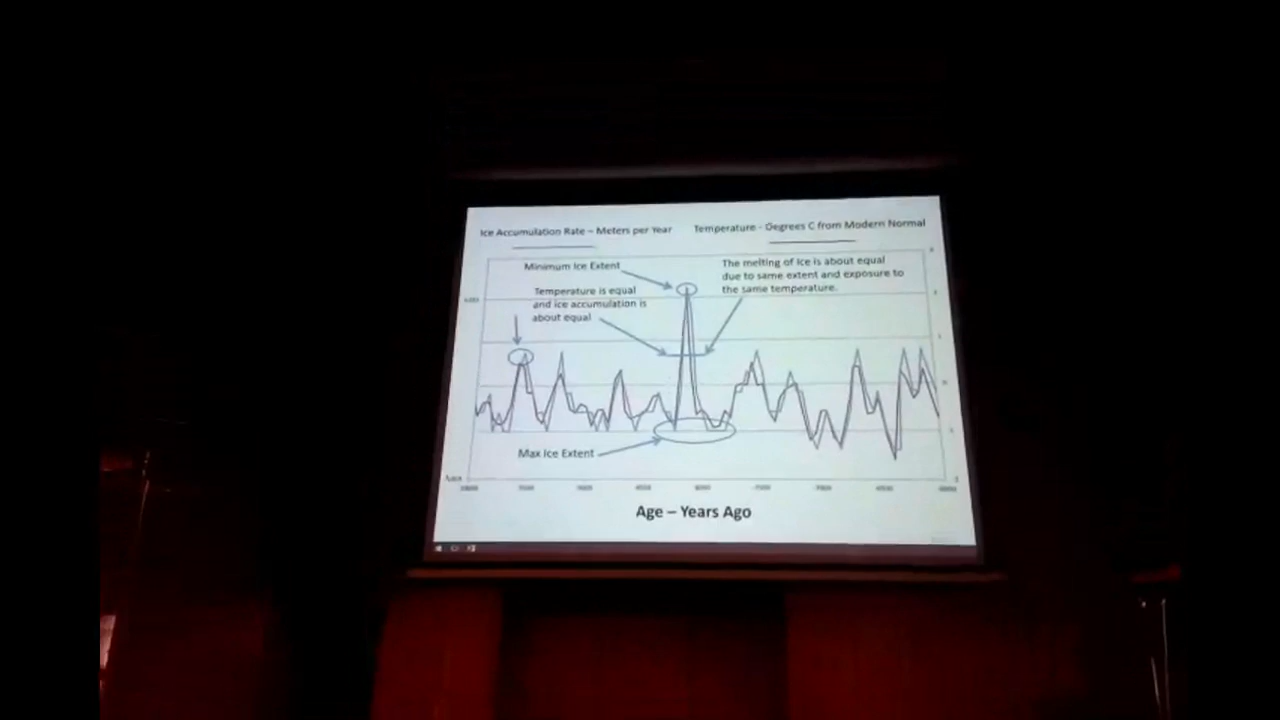 Ice Accumulation Rate – Meters per Year
Temperature - Degrees C from Modern Normal
Minimum Ice Extent
The melting of Ice is about equal
due to same extent and exposure to
the same temperature.
Temperature is equal
and ice accumulation is
about equal
Max Ice Extent
Age – Years Ago